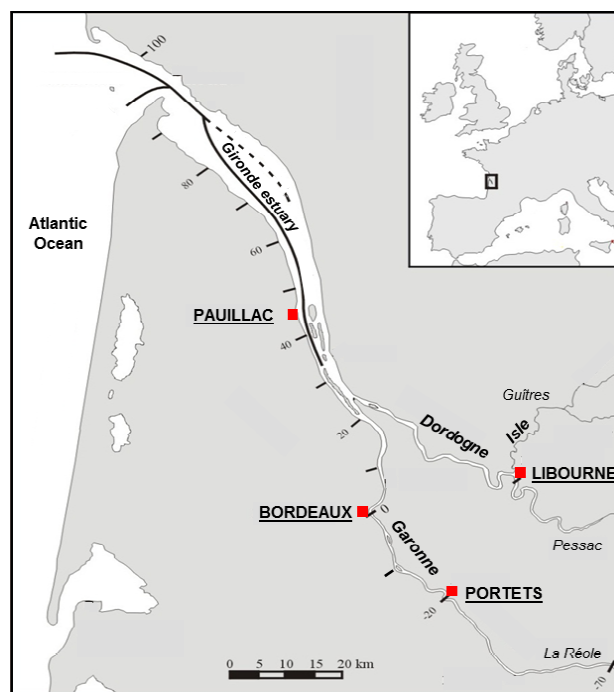 100
Gironde estuary
80
Atlantic
Ocean
60
PAUILLAC
40
Guîtres
20
Dordogne
Isle
LIBOURNE
BORDEAUX
0
Garonne
Pessac
PORTETS
-20
La Réole
-70
0 5 10 15 20 km